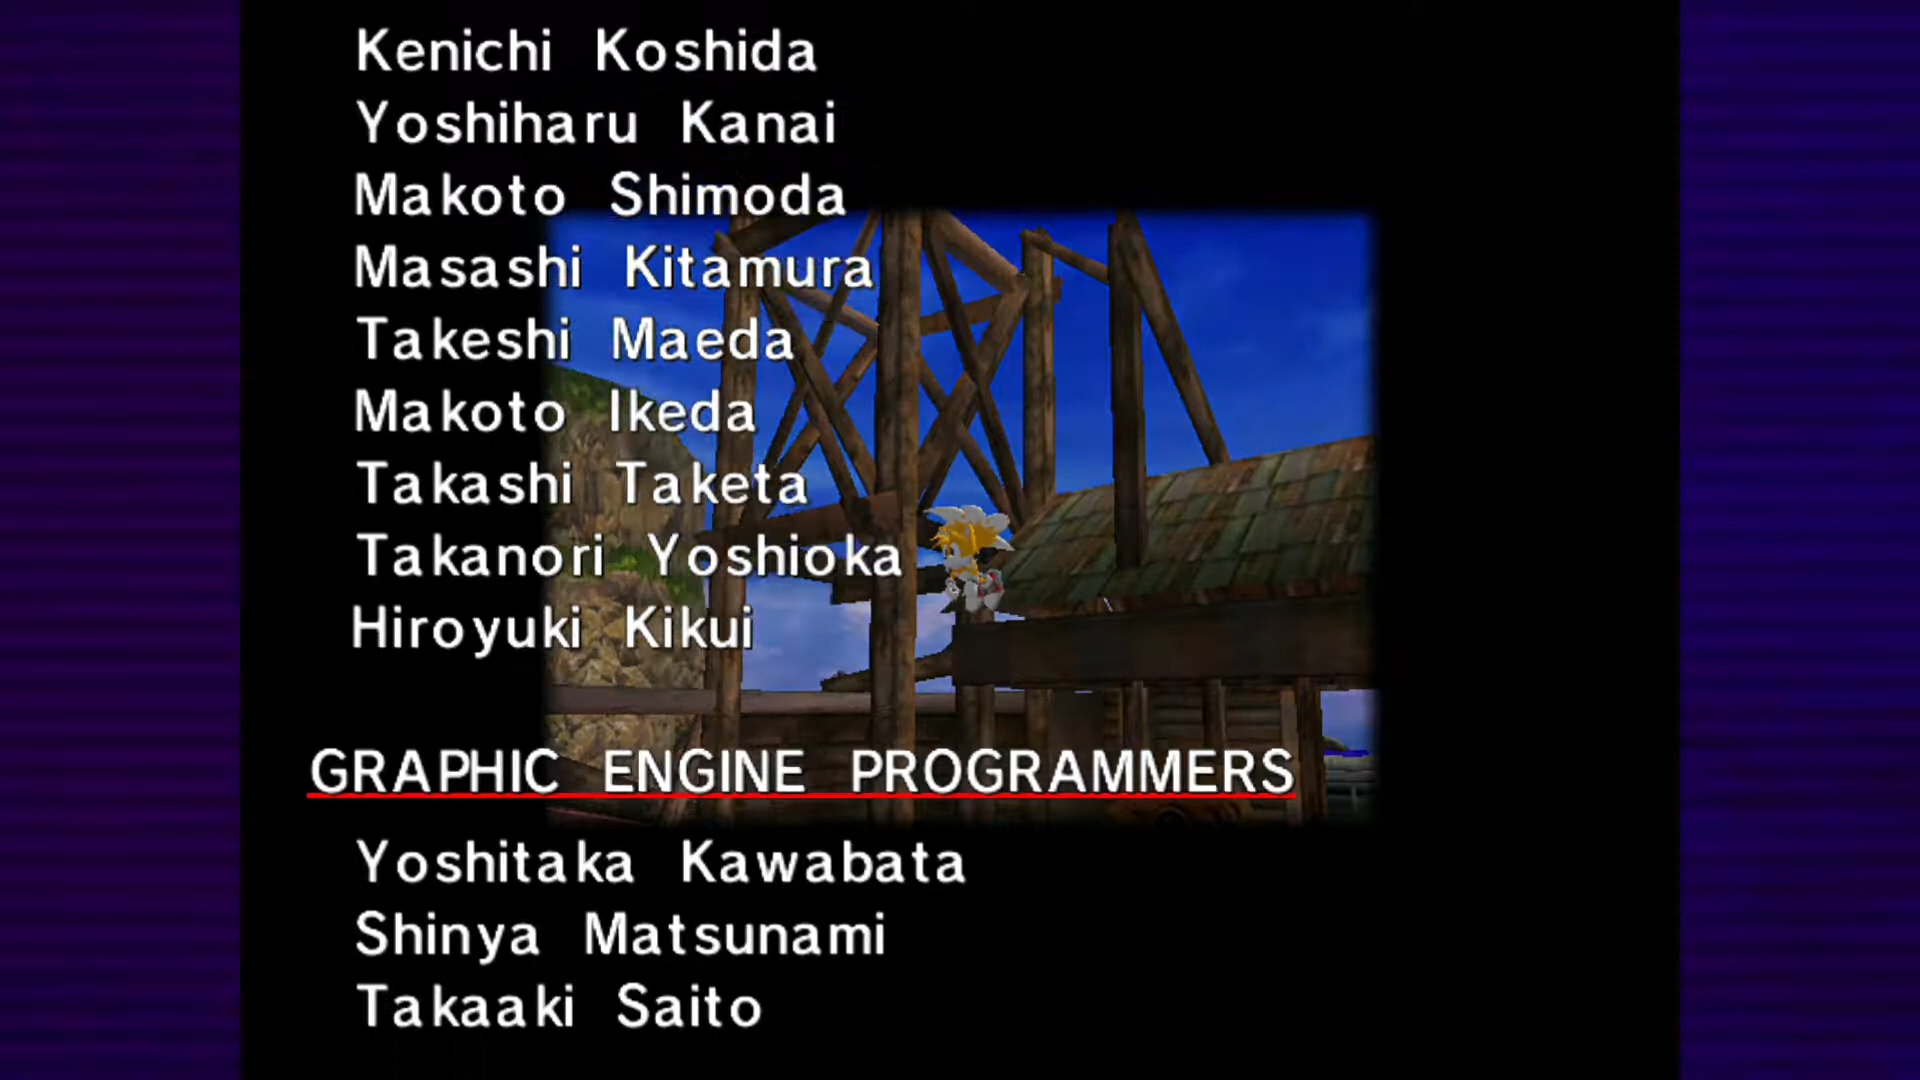 Kenichi Koshida
Yoshiharu Kanai
Makoto Shimoda
Masashi Kitamura
Takeshi Maeda
Makoto Ikeda
Takashi Taketa
Takanori Yoshioka
Hiroyuki Kikui
GRAPHIC ENGINE PROGRAMMERS
Yoshitaka Kawabata
Shinya Matsunami
Takaaki Saito